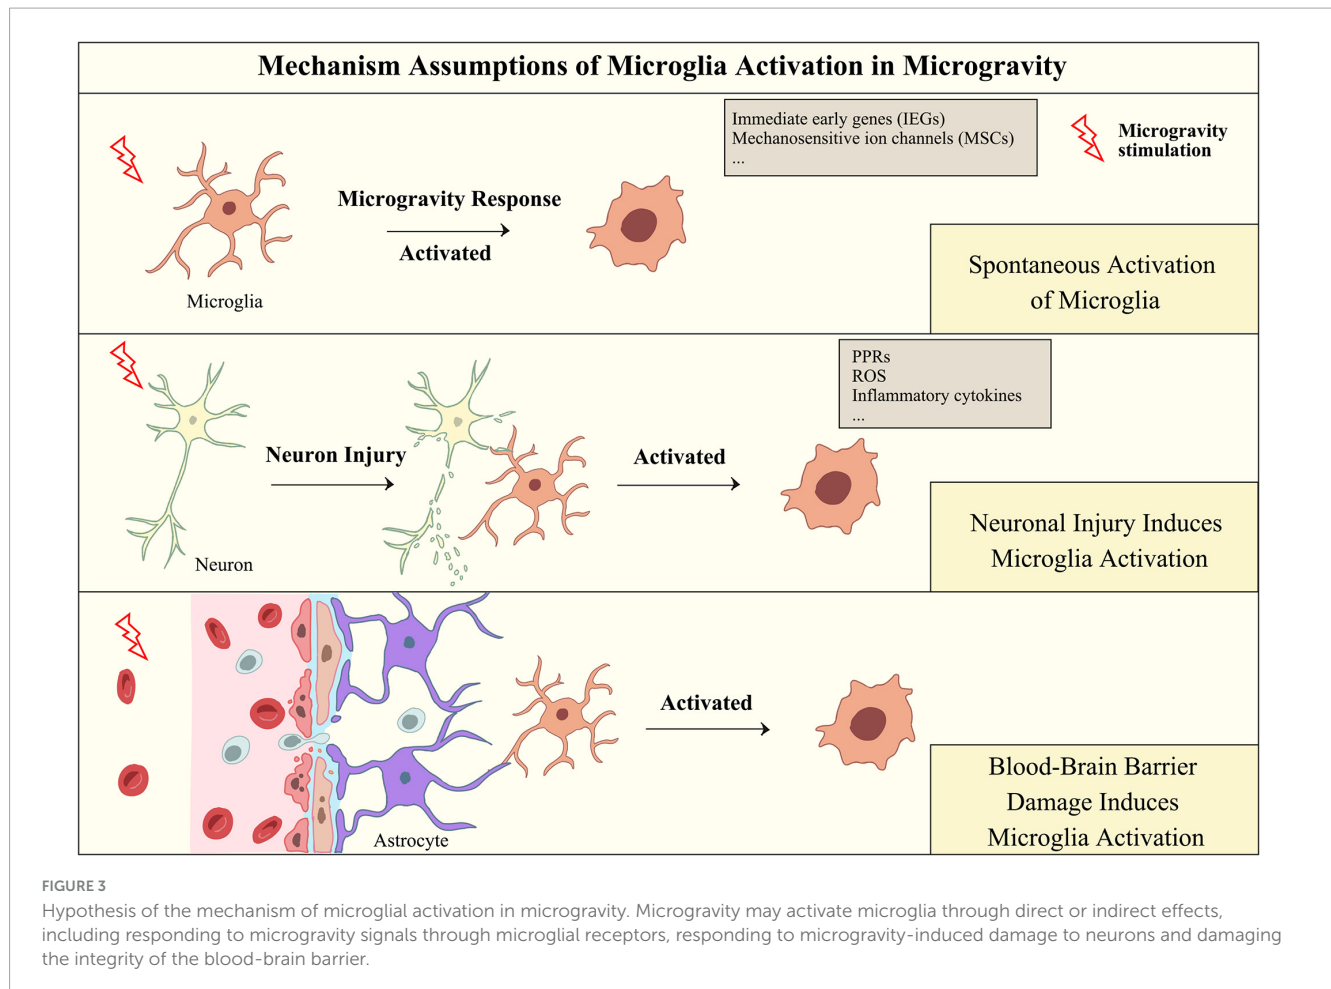 Mechanism Assumptions of Microglia Activation in Microgravity
Immediate early genes (IEGs)
Mechanosensitive ion channels (MSCs)
...
Microgravity
stimulation
Microgravity Response
Activated
Microglia
Spontaneous Activation
of Microglia
PPRs
ROS
Inflammatory cytokines
...
Neuron Injury
Activated
Neuron
Neuronal Injury Induces
Microglia Activation
Activated
Astrocyte
Blood-Brain Barrier
Damage Induces
Microglia Activation
FIGURE 3
Hypothesis of the mechanism of microglial activation in microgravity. Microgravity may activate microglia through direct or indirect effects,
including responding to microgravity signals through microglial receptors, responding to microgravity-induced damage to neurons and damaging
the integrity of the blood-brain barrier.